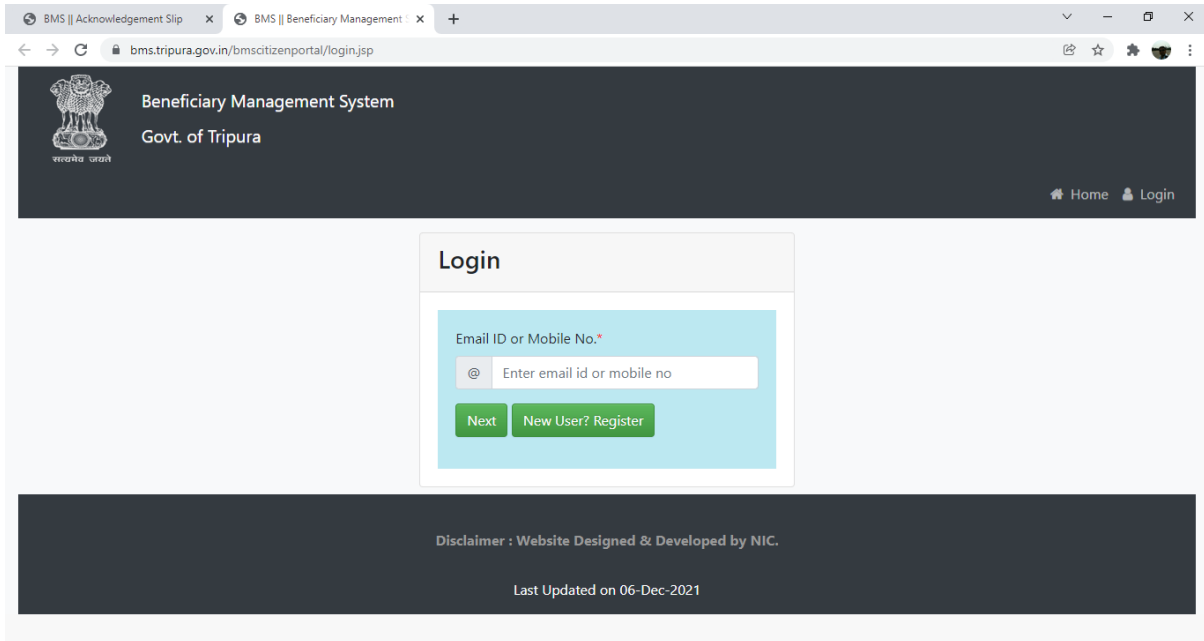 BMS || Acknowledgement Slip
BMS || Beneficiary Management
bms.tripura.gov.in/bmscitizenportal/login.jsp
Beneficiary Management System
Govt. of Tripura
सत्यमेव जयते
Home Login
Login
Email ID or Mobile No.*
@ Enter email id or mobile no
Next New User? Register
Disclaimer : Website Designed & Developed by NIC.
Last Updated on 06-Dec-2021